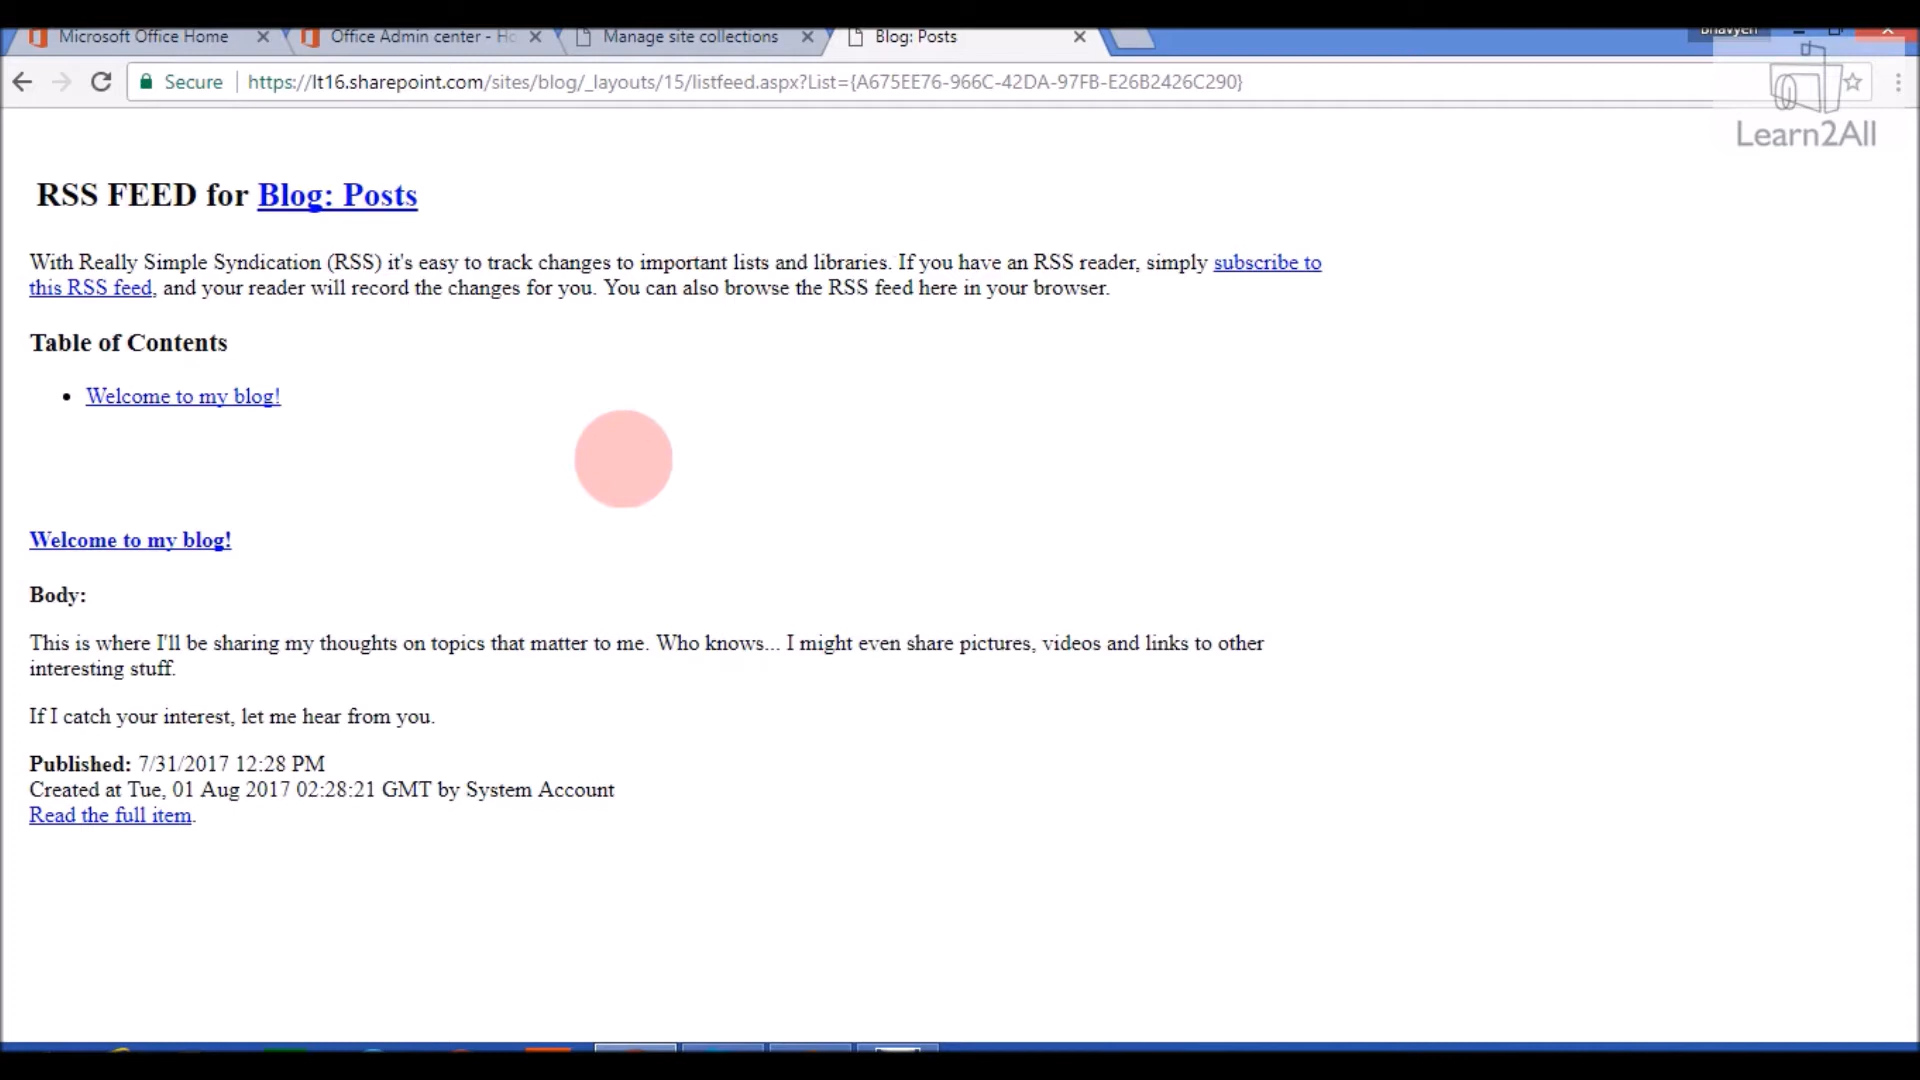 Microsoft Office Home
Office Admin center - Ho
Manage site collections
Blog: Posts
Bhavyen
Secure
https://lt16.sharepoint.com/sites/blog/_layouts/15/listfeed.aspx?List={A675EE76-966C-42DA-97FB-E26B2426C290}
Learn2All
RSS FEED for Blog: Posts
With Really Simple Syndication (RSS) it's easy to track changes to important lists and libraries. If you have an RSS reader, simply subscribe to
this RSS feed, and your reader will record the changes for you. You can also browse the RSS feed here in your browser.
Table of Contents
Welcome to my blog!
Welcome to my blog!
Body:
This is where I'll be sharing my thoughts on topics that matter to me. Who knows... I might even share pictures, videos and links to other
interesting stuff.
If I catch your interest, let me hear from you.
Published: 7/31/2017 12:28 PM
Created at Tue, 01 Aug 2017 02:28:21 GMT by System Account
Read the full item.